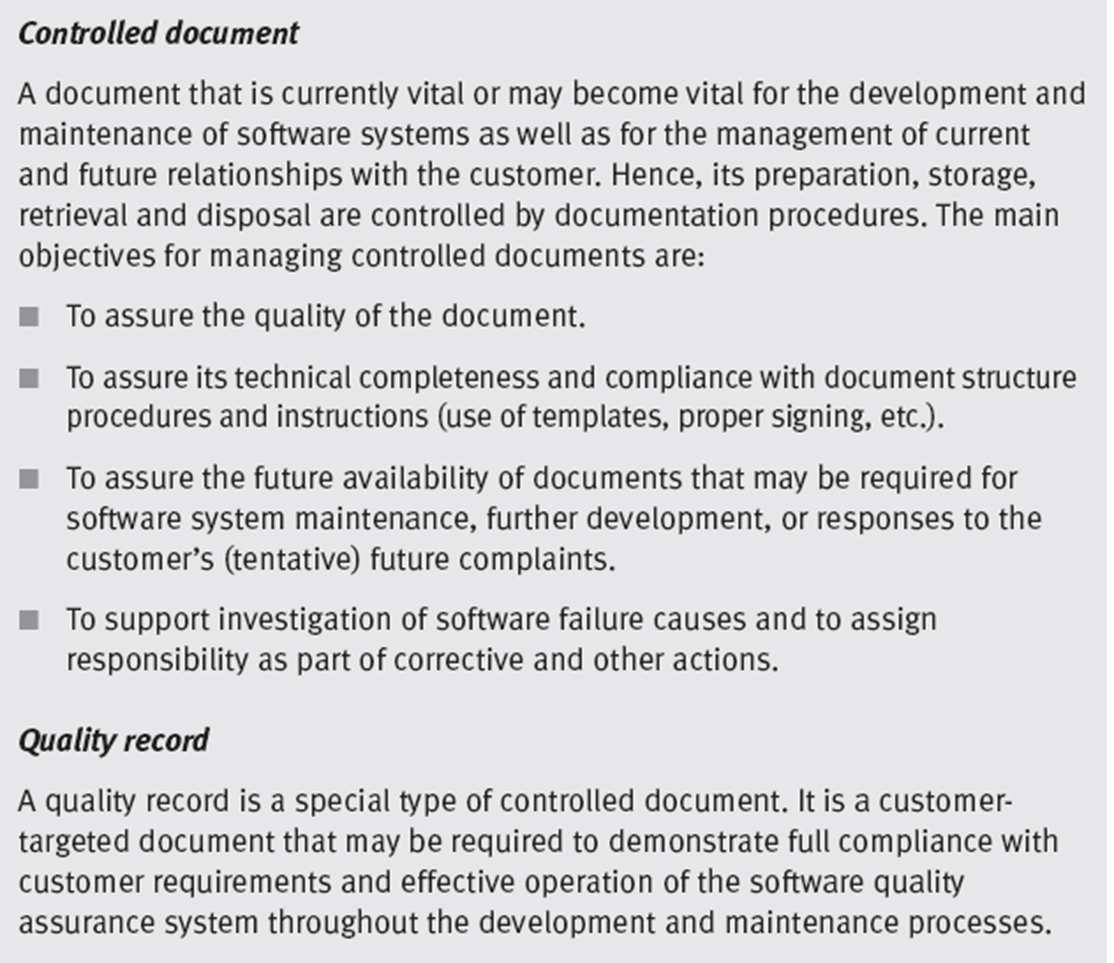 Controlled document
A document that is currently vital or may become vital for the development and
maintenance of software systems as well as for the management of current
and future relationships with the customer. Hence, its preparation, storage,
retrieval and disposal are controlled by documentation procedures. The main
objectives for managing controlled documents are:
■ To assure the quality of the document.
■ To assure its technical completeness and compliance with document structure
procedures and instructions (use of templates, proper signing, etc.).
■ To assure the future availability of documents that may be required for
software system maintenance, further development, or responses to the
customer’s (tentative) future complaints.
■ To support investigation of software failure causes and to assign
responsibility as part of corrective and other actions.
Quality record
A quality record is a special type of controlled document. It is a customer-
targeted document that may be required to demonstrate full compliance with
customer requirements and effective operation of the software quality
assurance system throughout the development and maintenance processes.